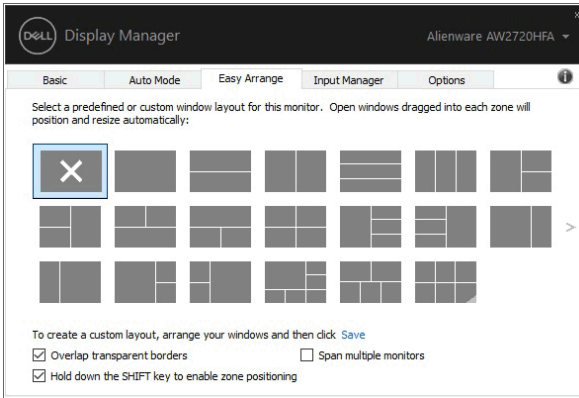 DELL Display Manager Alienware AW2720HFA
Basic Auto Mode Easy Arrange Input Manager Options
Select a predefined or custom window layout for this monitor. Open windows dragged into each zone will
position and resize automatically:
To create a custom layout, arrange your windows and then click Save
Overlap transparent borders Span multiple monitors
Hold down the SHIFT key to enable zone positioning